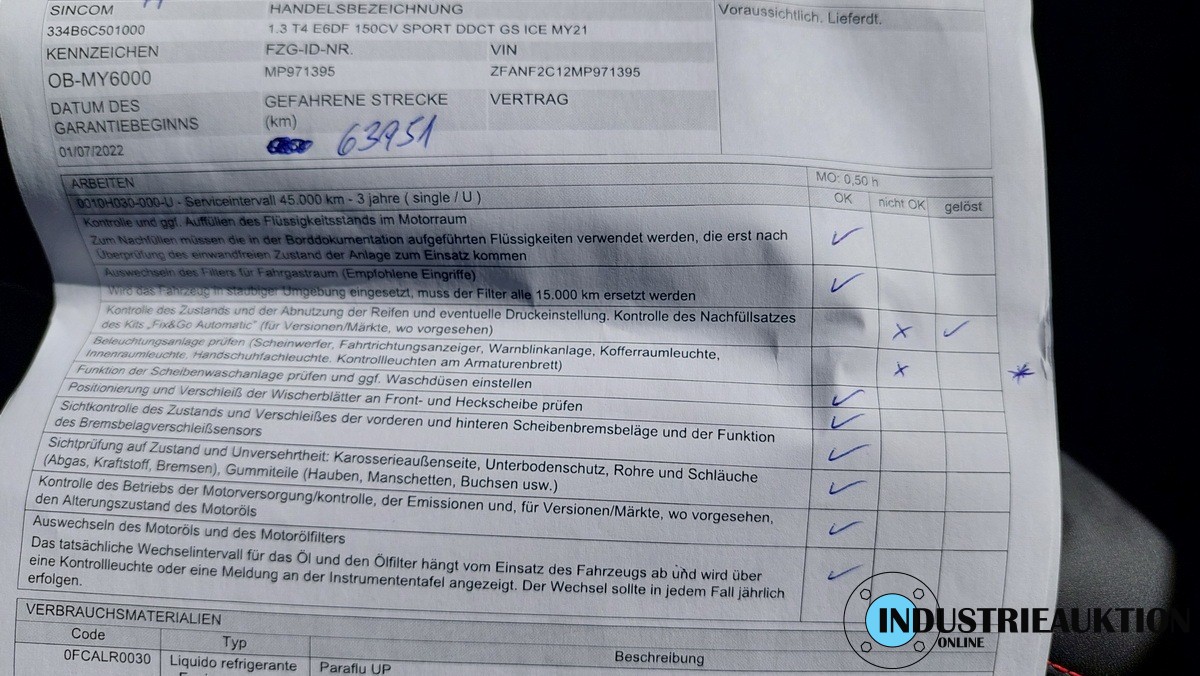 SINCOM
HANDELSBEZEICHNUNG
Voraussichtlich. Lieferdt.
334B6C501000
1.3 T4 E6DF 150CV SPORT DDCT GS ICE MY21
KENNZEICHEN
FZG-ID-NR.
VIN
OB-MY6000
MP971395
ZFANF2C12MP971395
DATUM DES
GARANTIEBEGINNS
GEFAHRENE STRECKE
(km)
VERTRAG
01/07/2022
63951
ARBEITEN
MO: 0,50 h
0010H030-000-U - Serviceintervall 45.000 km - 3 jahre ( single / U )
OK
nicht OK
gelöst
Kontrolle und ggf. Auffüllen des Flüssigkeitsstands im Motorraum
Zum Nachfüllen müssen die in der Borddokumentation aufgeführten Flüssigkeiten verwendet werden, die erst nach
Überprüfung des einwandfreien Zustand der Anlage zum Einsatz kommen
Auswechseln des Filters für Fahrgastraum (Empfohlene Eingriffe)
Wird das Fahrzeug in staubiger Umgebung eingesetzt, muss der Filter alle 15.000 km ersetzt werden
Kontrolle des Zustands und der Abnutzung der Reifen und eventuelle Druckeinstellung. Kontrolle des Nachfüllsatzes
des Kits „Fix&Go Automatic" (für Versionen/Märkte, wo vorgesehen)
Beleuchtungsanlage prüfen (Scheinwerfer, Fahrtrichtungsanzeiger, Warnblinkanlage, Kofferraumleuchte,
Innenraumleuchte, Handschuhfachleuchte. Kontrollleuchten am Armaturenbrett)
Funktion der Scheibenwaschanlage prüfen und ggf. Waschdüsen einstellen
Positionierung und Verschleiß der Wischerblätter an Front- und Heckscheibe prüfen
Sichtkontrolle des Zustands und Verschleißes der vorderen und hinteren Scheibenbremsbeläge und der Funktion
des Bremsbelagverschleißsensors
Sichtprüfung auf Zustand und Unversehrtheit: Karosserieaußenseite, Unterbodenschutz, Rohre und Schläuche
(Abgas, Kraftstoff, Bremsen), Gummiteile (Hauben, Manschetten, Buchsen usw.)
Kontrolle des Betriebs der Motorversorgung/kontrolle, der Emissionen und, für Versionen/Märkte, wo vorgesehen,
den Alterungszustand des Motoröls
Auswechseln des Motoröls und des Motorölfilters
Das tatsächliche Wechselintervall für das Öl und den Ölfilter hängt vom Einsatz des Fahrzeugs ab und wird über
eine Kontrollleuchte oder eine Meldung an der Instrumententafel angezeigt. Der Wechsel sollte in jedem Fall jährlich
erfolgen.
VERBRAUCHSMATERIALIEN
Code
Typ
Beschreibung
0FCALR0030
Liquido refrigerante
Paraflu UP
INDUSTRIEAUKTION
ONLINE